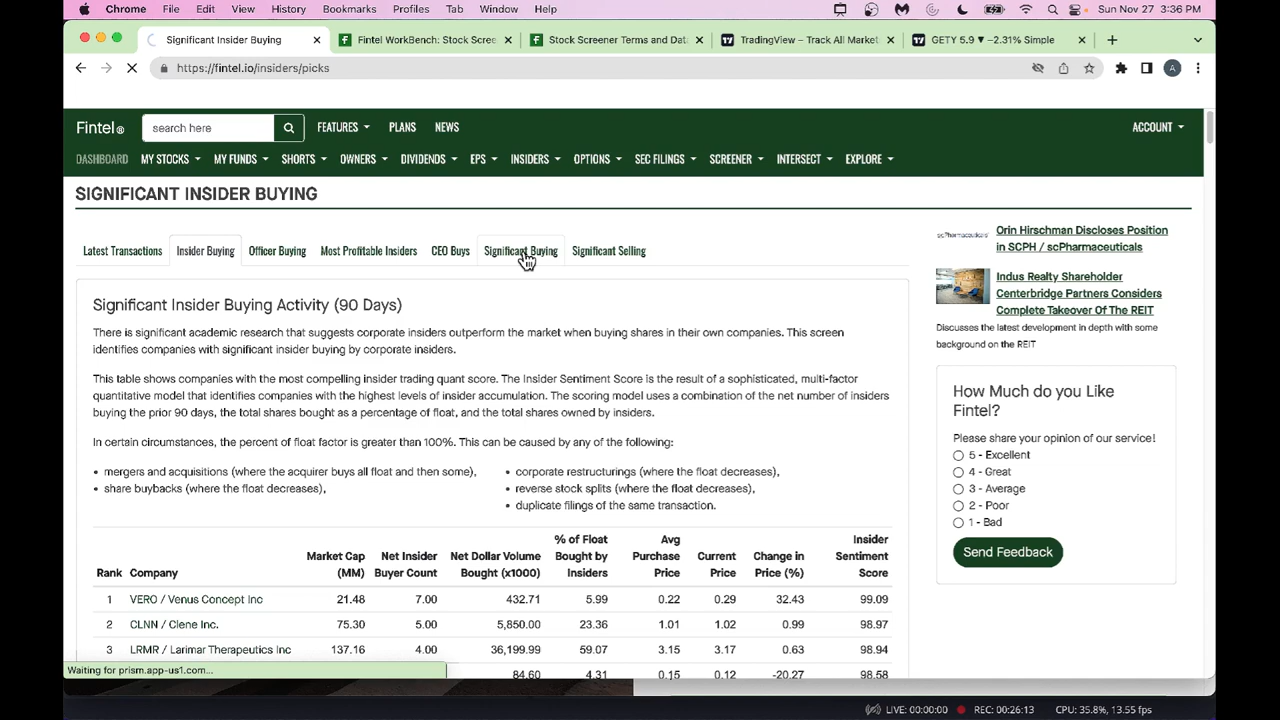 Chrome File Edit View History Bookmarks Profiles Tab Window Help Sun Nov 27 3:36 PM
Significant Insider Buying Fintel WorkBench: Stock Scree Stock Screener Terms and Data TradingView – Track All Market GETY 5.9 ▼ −2.31% Simple
https://fintel.io/insiders/picks A
Fintel® search here FEATURES PLANS NEWS ACCOUNT
DASHBOARD MY STOCKS MY FUNDS SHORTS OWNERS DIVIDENDS EPS INSIDERS OPTIONS SEC FILINGS SCREENER INTERSECT EXPLORE
SIGNIFICANT INSIDER BUYING
Latest Transactions Insider Buying Officer Buying Most Profitable Insiders CEO Buys Significant Buying Significant Selling
Significant Insider Buying Activity (90 Days)
There is significant academic research that suggests corporate insiders outperform the market when buying shares in their own companies. This screen
identifies companies with significant insider buying by corporate insiders.
This table shows companies with the most compelling insider trading quant score. The Insider Sentiment Score is the result of a sophisticated, multi-factor
quantitative model that identifies companies with the highest levels of insider accumulation. The scoring model uses a combination of the net number of insiders
buying the prior 90 days, the total shares bought as a percentage of float, and the total shares owned by insiders.
In certain circumstances, the percent of float factor is greater than 100%. This can be caused by any of the following:
• mergers and acquisitions (where the acquirer buys all float and then some),
• share buybacks (where the float decreases),
• corporate restructurings (where the float decreases),
• reverse stock splits (where the float decreases),
• duplicate filings of the same transaction.
Rank Company Market Cap (MM) Net Insider Buyer Count Net Dollar Volume Bought (x1000) % of Float Bought by Insiders Avg Purchase Price Current Price Change in Price (%) Insider Sentiment Score
1 VERO / Venus Concept Inc 21.48 7.00 432.71 5.99 0.22 0.29 32.43 99.09
2 CLNN / Clene Inc. 75.30 5.00 5,850.00 23.36 1.01 1.02 0.99 98.97
3 LRMR / Larimar Therapeutics Inc 137.16 4.00 36,199.99 59.07 3.15 3.17 0.63 98.94
84.60 4.31 0.15 0.12 -20.27 98.58
scPharmaceuticals
Orin Hirschman Discloses Position
in SCPH / scPharmaceuticals
Indus Realty Shareholder
Centerbridge Partners Considers
Complete Takeover Of The REIT
Discusses the latest development in depth with some
background on the REIT
How Much do you Like
Fintel?
Please share your opinion of our service!
5 - Excellent
4 - Great
3 - Average
2 - Poor
1 - Bad
Send Feedback
Waiting for prism.app-us1.com...
LIVE: 00:00:00 REC: 00:26:13 CPU: 35.8%, 13.55 fps